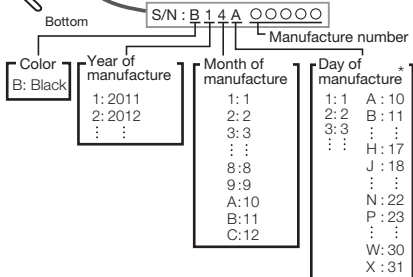 Bottom
S/N : B 1 4 A ○○○○○
Manufacture number
Color
B: Black
Year of
manufacture
1: 2011
2: 2012
⋮ ⋮
Month of
manufacture
1: 1
2: 2
3: 3
⋮ ⋮
8: 8
9: 9
A: 10
B: 11
C: 12
Day of
manufacture*
1: 1
2: 2
3: 3
⋮ ⋮
A : 10
B : 11
⋮ ⋮
H : 17
J : 18
⋮ ⋮
N : 22
P : 23
⋮ ⋮
W: 30
X : 31